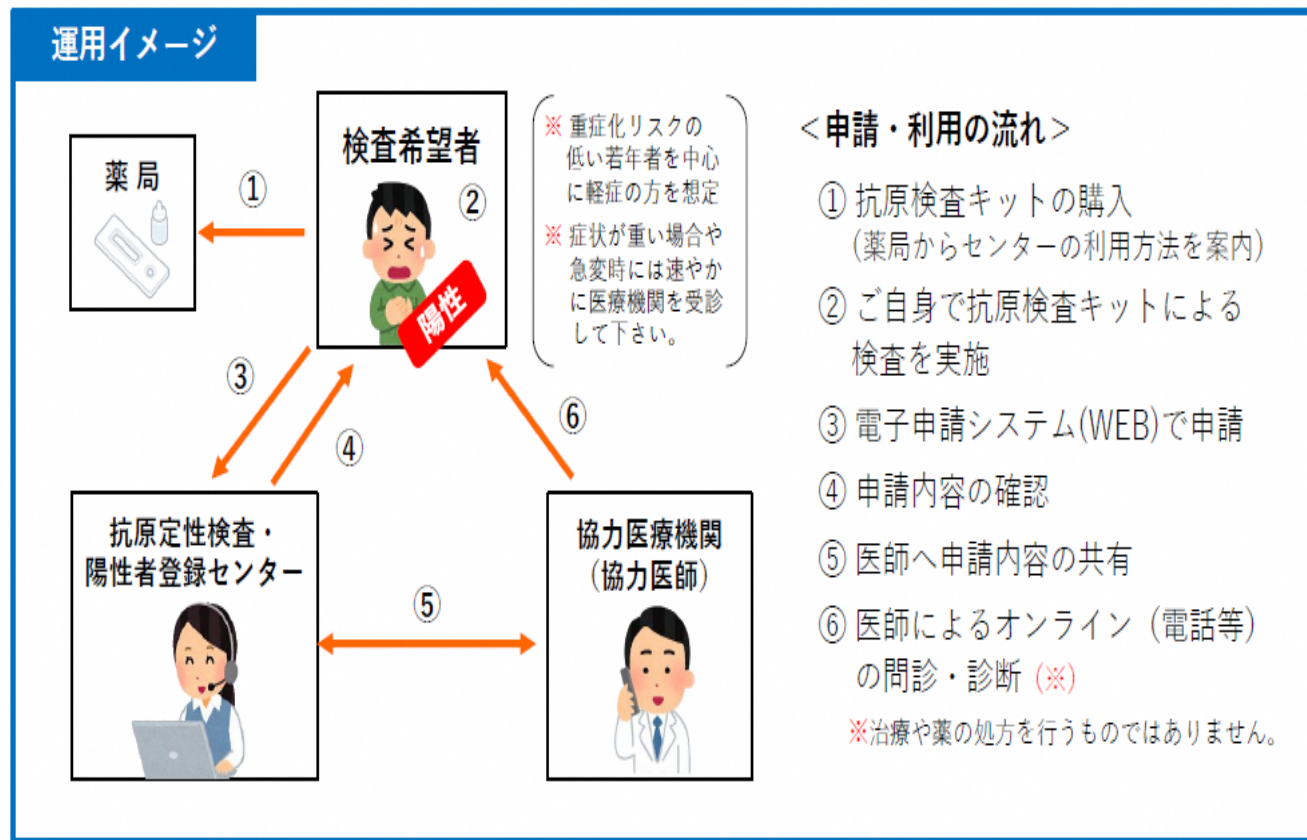 運用イメージ
薬局
①
検査希望者
②
陽性
※ 重症化リスクの
低い若年者を中心
に軽症の方を想定
※ 症状が重い場合や
急変時には速やか
に医療機関を受診
して下さい。
③
④
⑥
抗原定性検査・
陽性者登録センター
⑤
協力医療機関
(協力医師)
＜申請・利用の流れ＞
① 抗原検査キットの購入
(薬局からセンターの利用方法を案内)
② ご自身で抗原検査キットによる
検査を実施
③ 電子申請システム(WEB)で申請
④ 申請内容の確認
⑤ 医師へ申請内容の共有
⑥ 医師によるオンライン（電話等）
の問診・診断 (※)
※治療や薬の処方を行うものではありません。